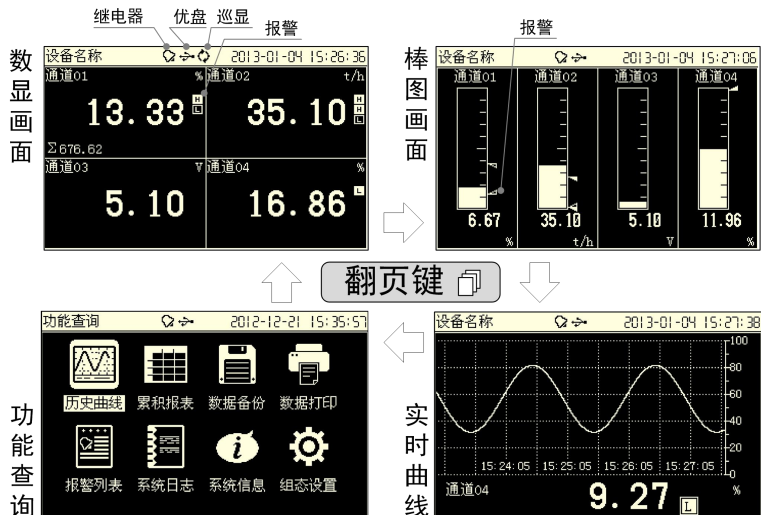 继电器 优盘 巡显
报警
数显画面
设备名称 2013-01-04 15:26:36
通道01 % 通道02 t/h
13.33 H L 35.10 H H L
Σ676.62
通道03 V 通道04 %
5.10 16.86 L
报警
棒图画面
设备名称 2013-01-04 15:27:06
通道01 通道02 通道03 通道04
6.67 35.10 5.10 11.96
% t/h V %
翻页键
功能查询
功能查询 2012-12-21 15:35:57
历史曲线 累积报表 数据备份 数据打印
报警列表 系统日志 系统信息 组态设置
实时曲线
设备名称 2013-01-04 15:27:38
100
80
60
40
20
0
15:24:05 15:25:05 15:26:05 15:27:05
通道04 %
9.27 L